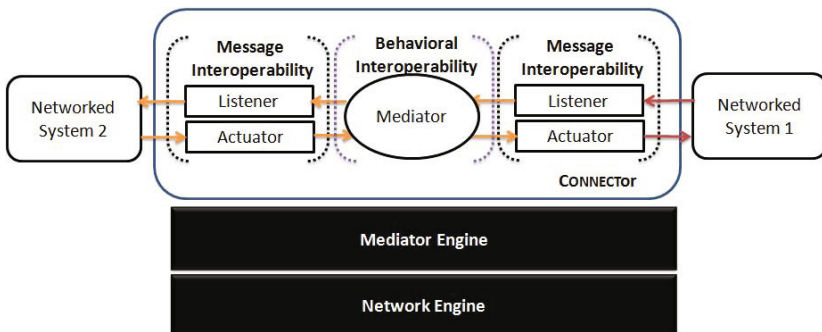 Message
Interoperability
Behavioral
Interoperability
Message
Interoperability
Networked
System 2
Listener
Actuator
Mediator
Listener
Actuator
Networked
System 1
CONNECTor
Mediator Engine
Network Engine